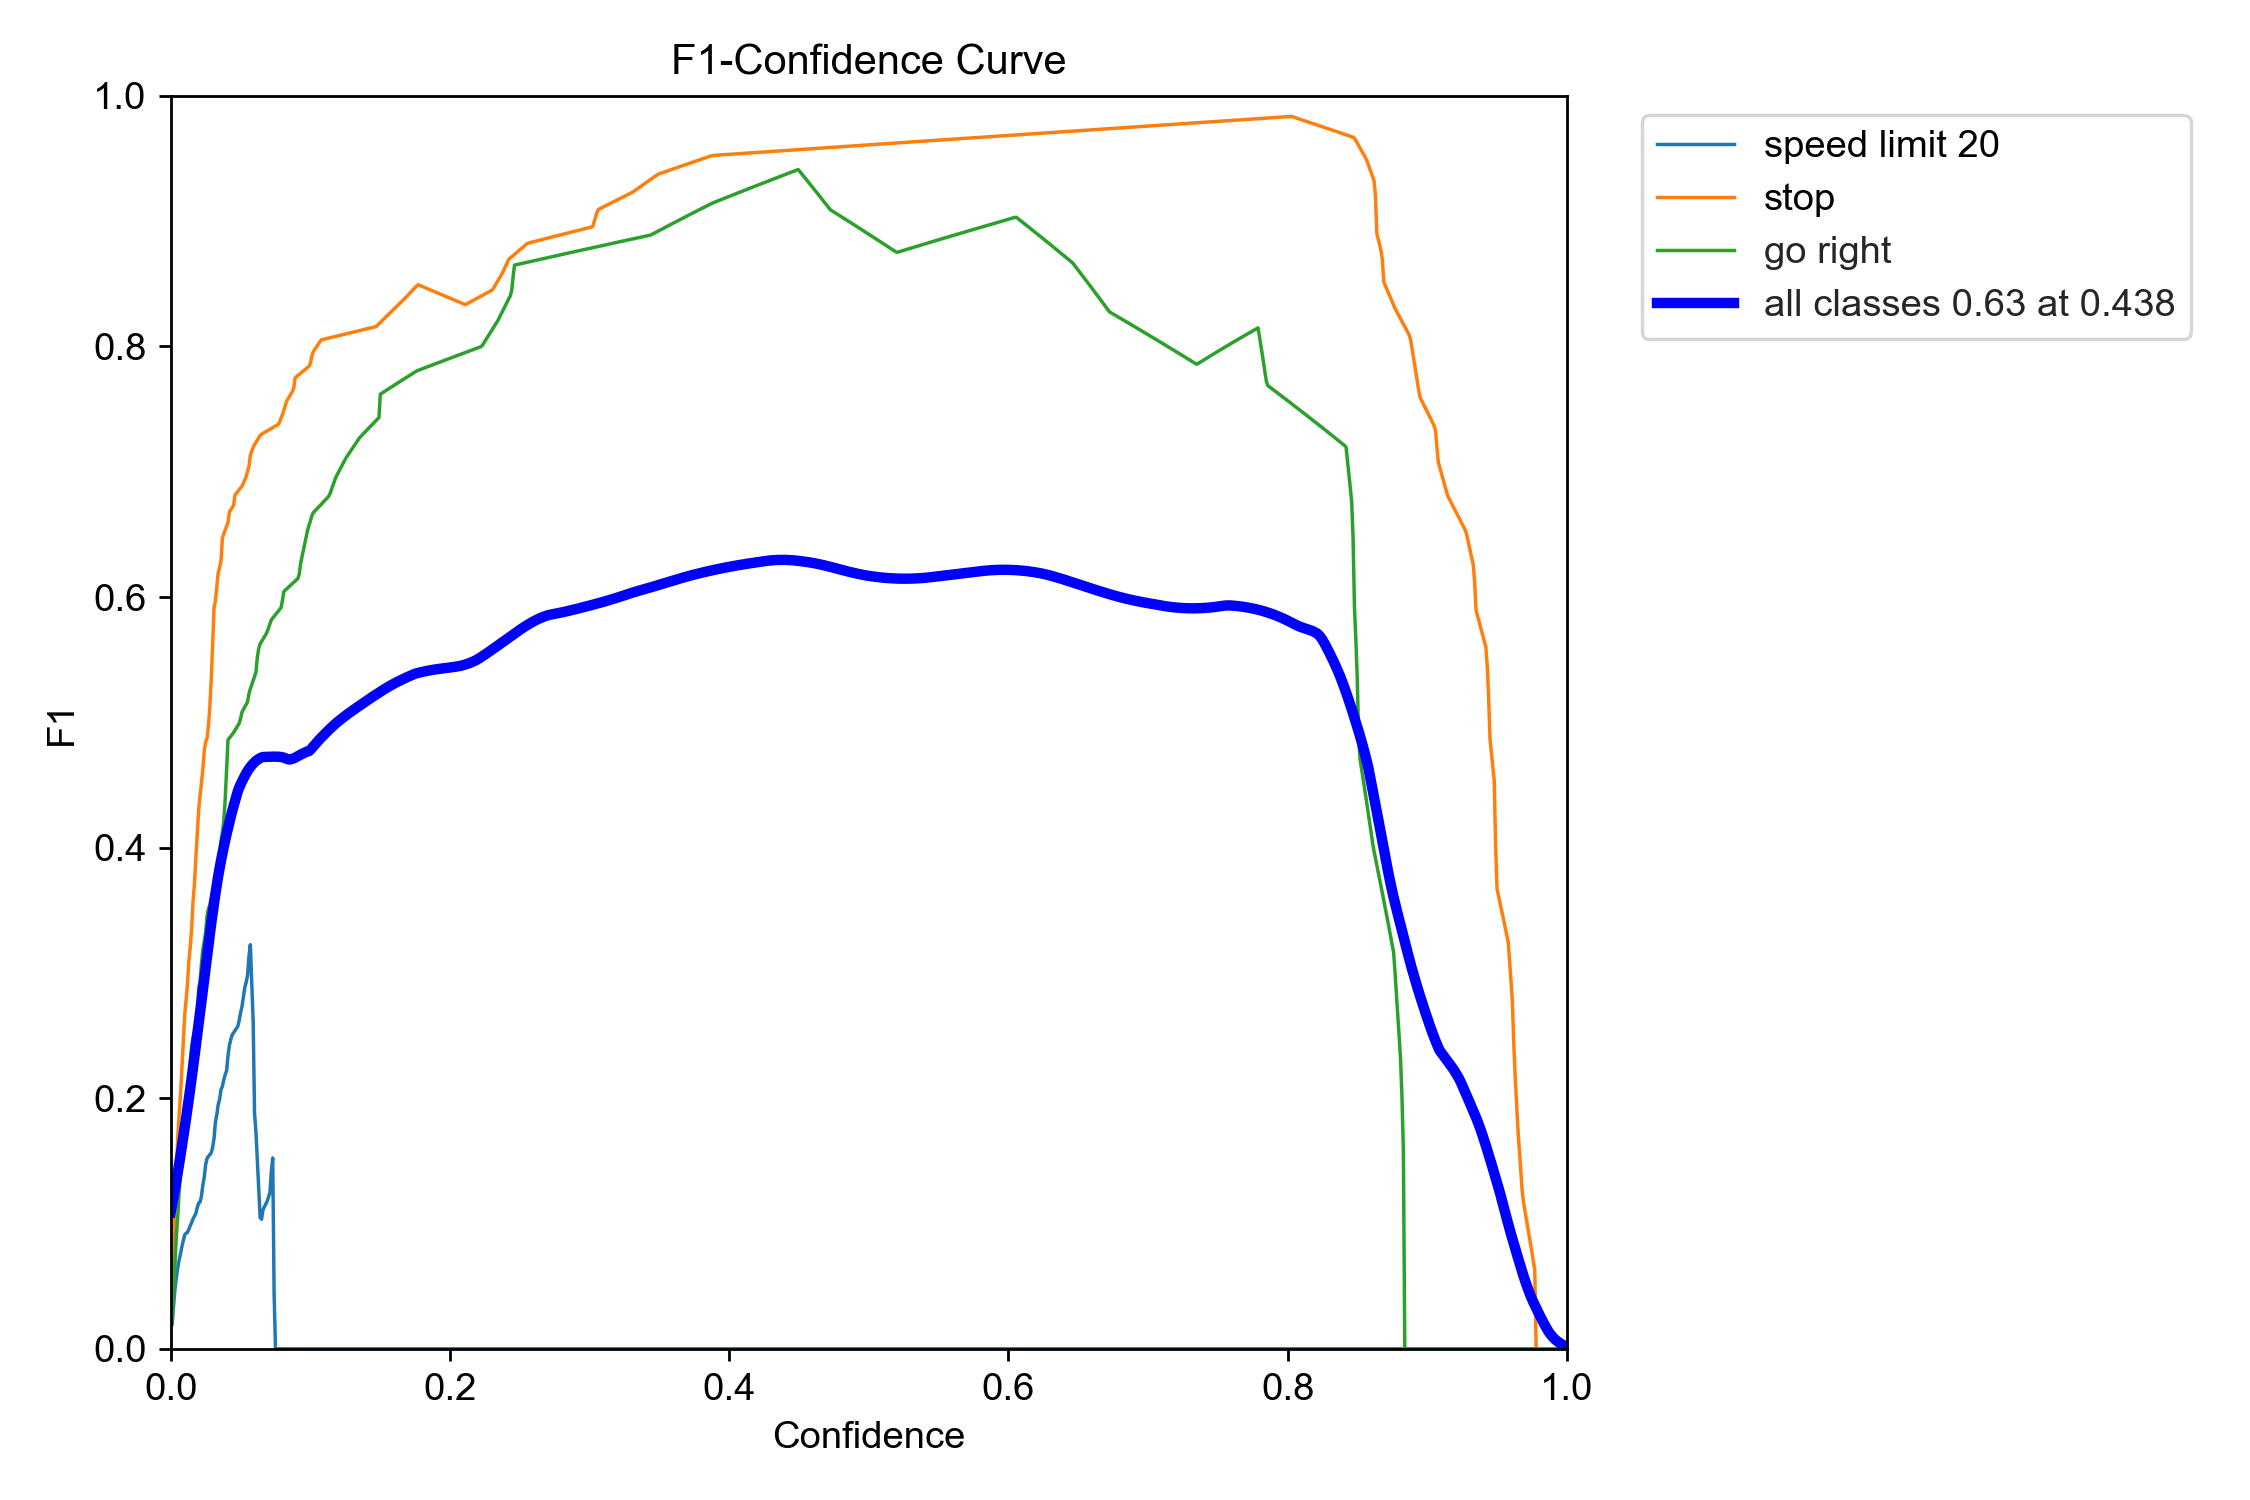 F1-Confidence Curve
1.0
0.8
0.6
0.4
0.2
0.0
F1
0.0 0.2 0.4 0.6 0.8 1.0
Confidence
speed limit 20
stop
go right
all classes 0.63 at 0.438